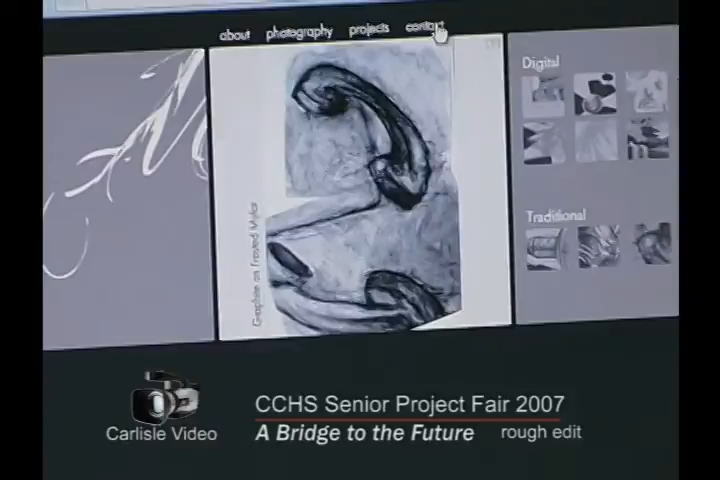 about photography projects contact
Digital
Traditional
Graphite on Frosted Mylar
CCHS Senior Project Fair 2007
Carlisle Video
A Bridge to the Future rough edit